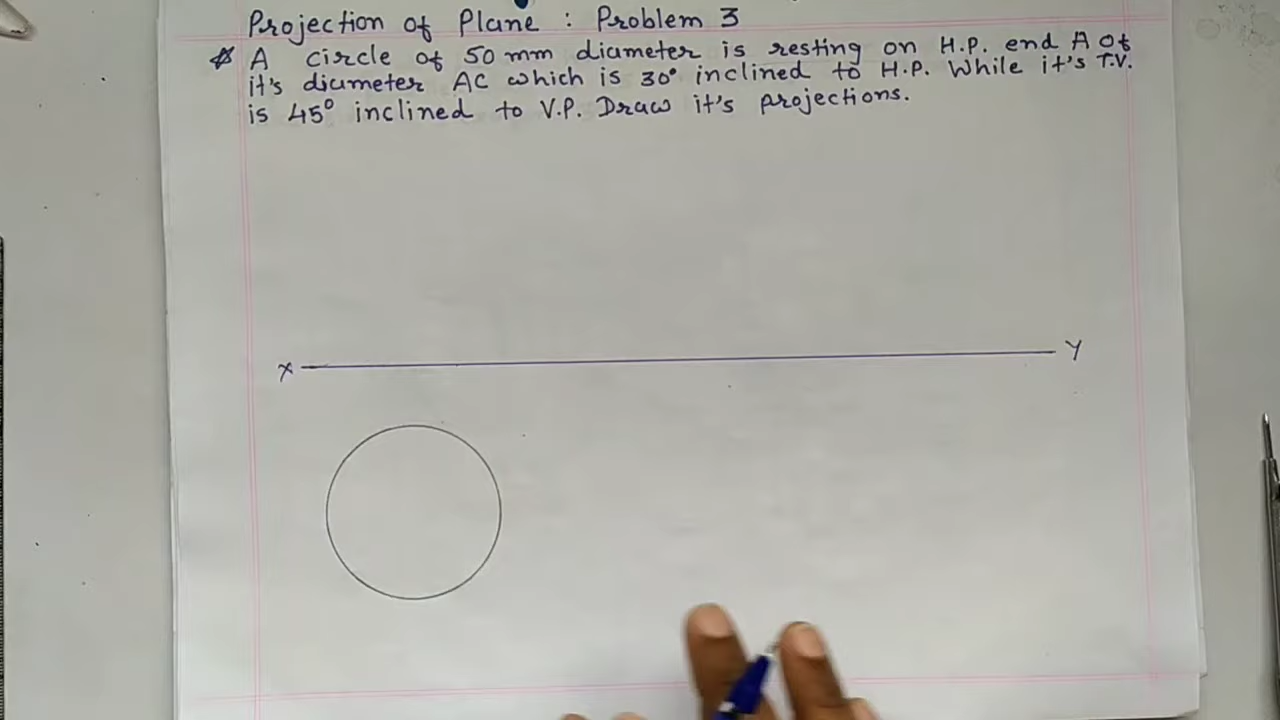 Projection of Plane : Problem 3
A circle of 50 mm diameter is resting on H.P. end A of
it's diameter AC which is 30° inclined to H.P. While it's T.V.
is 45° inclined to V.P. Draw it's projections.
X Y